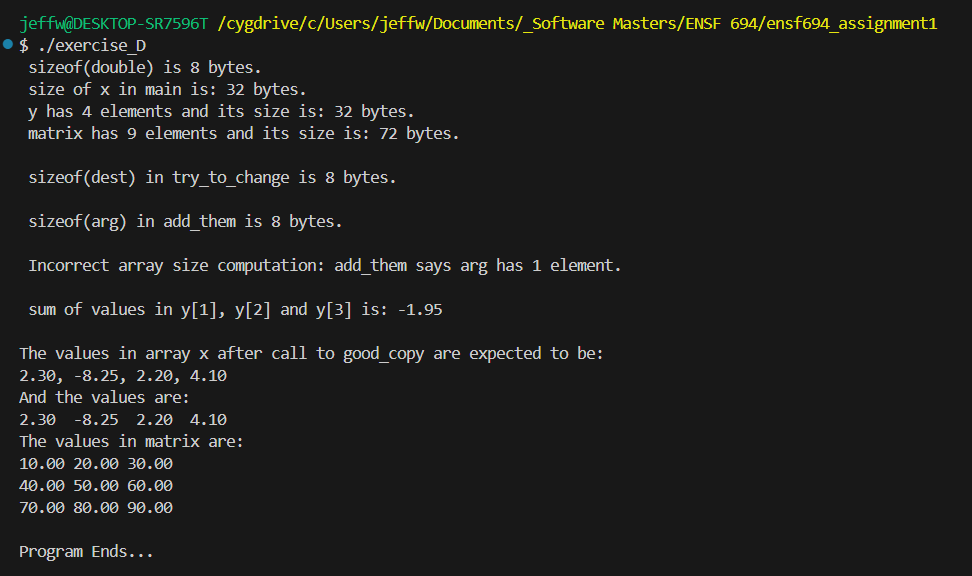 jeffw@DESKTOP-SR7596T /cygdrive/c/Users/jeffw/Documents/_Software Masters/ENSF 694/ensf694_assignment1
$ ./exercise_D
sizeof(double) is 8 bytes.
size of x in main is: 32 bytes.
y has 4 elements and its size is: 32 bytes.
matrix has 9 elements and its size is: 72 bytes.
sizeof(dest) in try_to_change is 8 bytes.
sizeof(arg) in add_them is 8 bytes.
Incorrect array size computation: add_them says arg has 1 element.
sum of values in y[1], y[2] and y[3] is: -1.95
The values in array x after call to good_copy are expected to be:
2.30, -8.25, 2.20, 4.10
And the values are:
2.30  -8.25  2.20  4.10
The values in matrix are:
10.00 20.00 30.00
40.00 50.00 60.00
70.00 80.00 90.00
Program Ends...